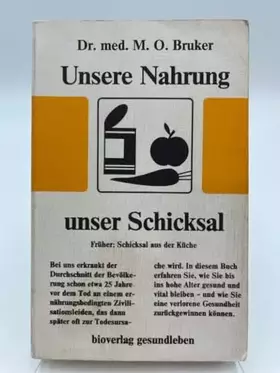 Dr. med. M. O. Bruker
Unsere Nahrung
unser Schicksal
Früher: Schicksal aus der Küche
Bei uns erkrankt der
Durchschnitt der Bevölke-
rung schon etwa 25 Jahre
vor dem Tod an einem er-
nährungsbedingten Zivili-
sationsleiden, das dann
später oft zur Todesursa-
che wird. In diesem Buch
erfahren Sie, wie Sie bis
ins hohe Alter gesund und
vital bleiben – und wie Sie
eine verlorene Gesundheit
zurückgewinnen können.
bioverlag gesundleben